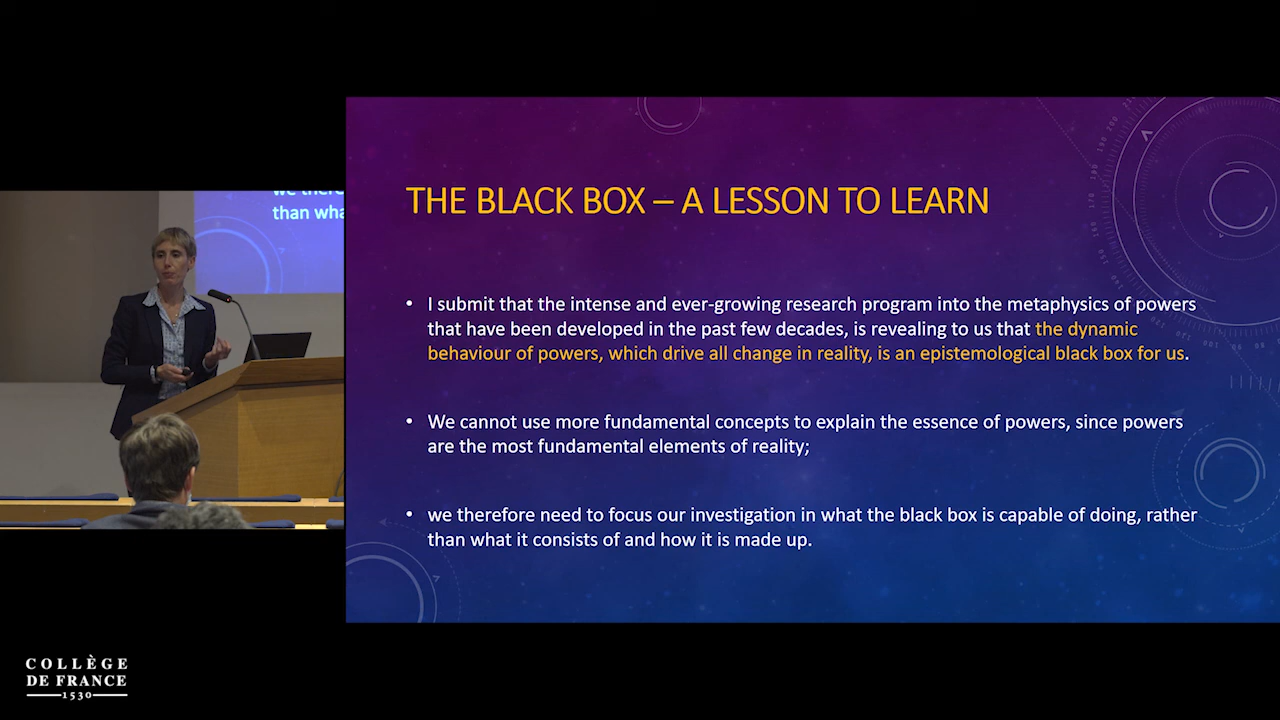 we there
than wha
THE BLACK BOX – A LESSON TO LEARN
• I submit that the intense and ever-growing research program into the metaphysics of powers
that have been developed in the past few decades, is revealing to us that the dynamic
behaviour of powers, which drive all change in reality, is an epistemological black box for us.
• We cannot use more fundamental concepts to explain the essence of powers, since powers
are the most fundamental elements of reality;
• we therefore need to focus our investigation in what the black box is capable of doing, rather
than what it consists of and how it is made up.
COLLÈGE
DE FRANCE
1530